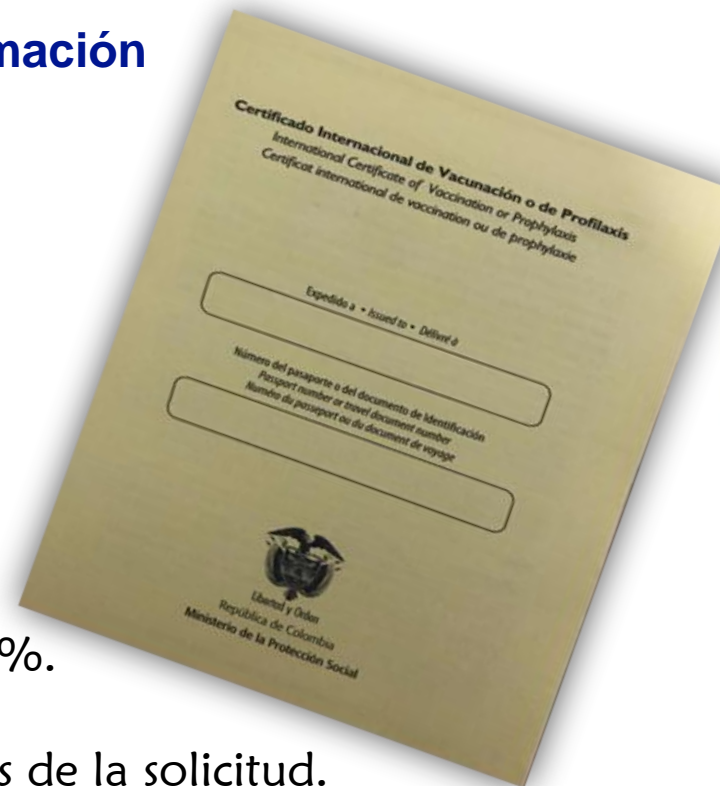 mación
Certificado Internacional de Vacunación o de Profilaxis
International Certificate of Vaccination or Prophylaxis
Certificat international de vaccination ou de prophylaxie
Expedido a • Issued to • Délivré à
Número del pasaporte o del documento de Identificación
Passport number or travel document number
Numéro du passeport ou du document de voyage
Libertad y Orden
República de Colombia
Ministerio de la Protección Social
%.
s de la solicitud.